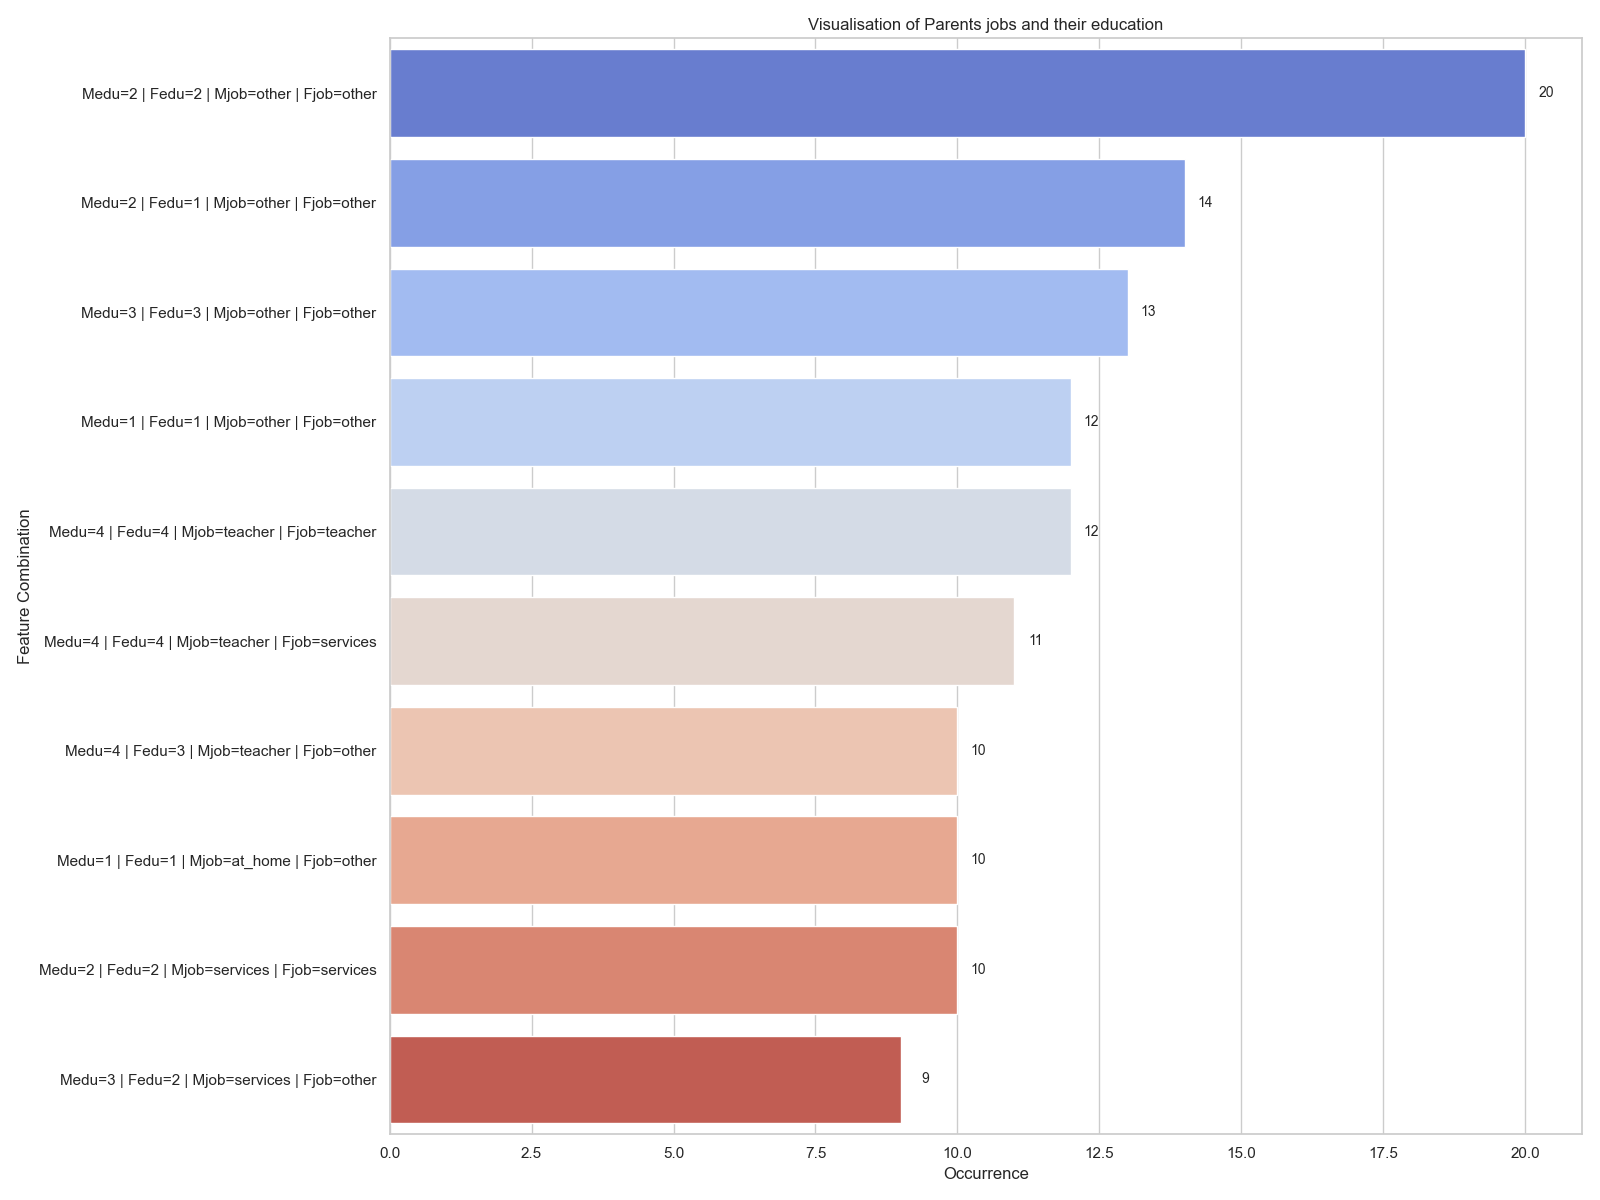 Visualisation of Parents jobs and their education
Feature Combination
Medu=2 | Fedu=2 | Mjob=other | Fjob=other
20
Medu=2 | Fedu=1 | Mjob=other | Fjob=other
14
Medu=3 | Fedu=3 | Mjob=other | Fjob=other
13
Medu=1 | Fedu=1 | Mjob=other | Fjob=other
12
Medu=4 | Fedu=4 | Mjob=teacher | Fjob=teacher
12
Medu=4 | Fedu=4 | Mjob=teacher | Fjob=services
11
Medu=4 | Fedu=3 | Mjob=teacher | Fjob=other
10
Medu=1 | Fedu=1 | Mjob=at_home | Fjob=other
10
Medu=2 | Fedu=2 | Mjob=services | Fjob=services
10
Medu=3 | Fedu=2 | Mjob=services | Fjob=other
9
0.0 2.5 5.0 7.5 10.0 12.5 15.0 17.5 20.0
Occurrence